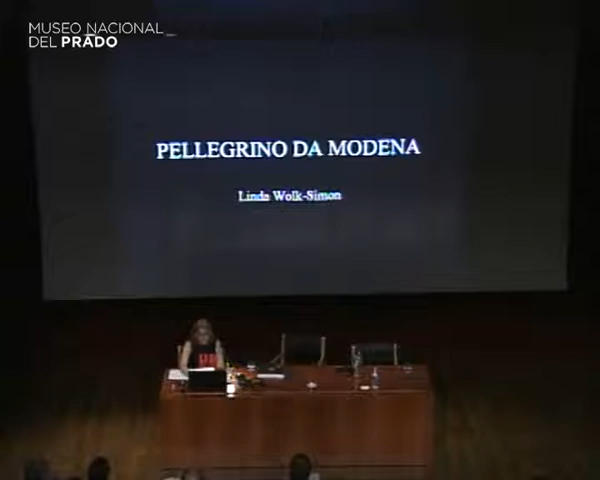 MUSEO NACIONAL
DEL PRADO
PELLEGRINO DA MODENA
Linda Wolk-Simon